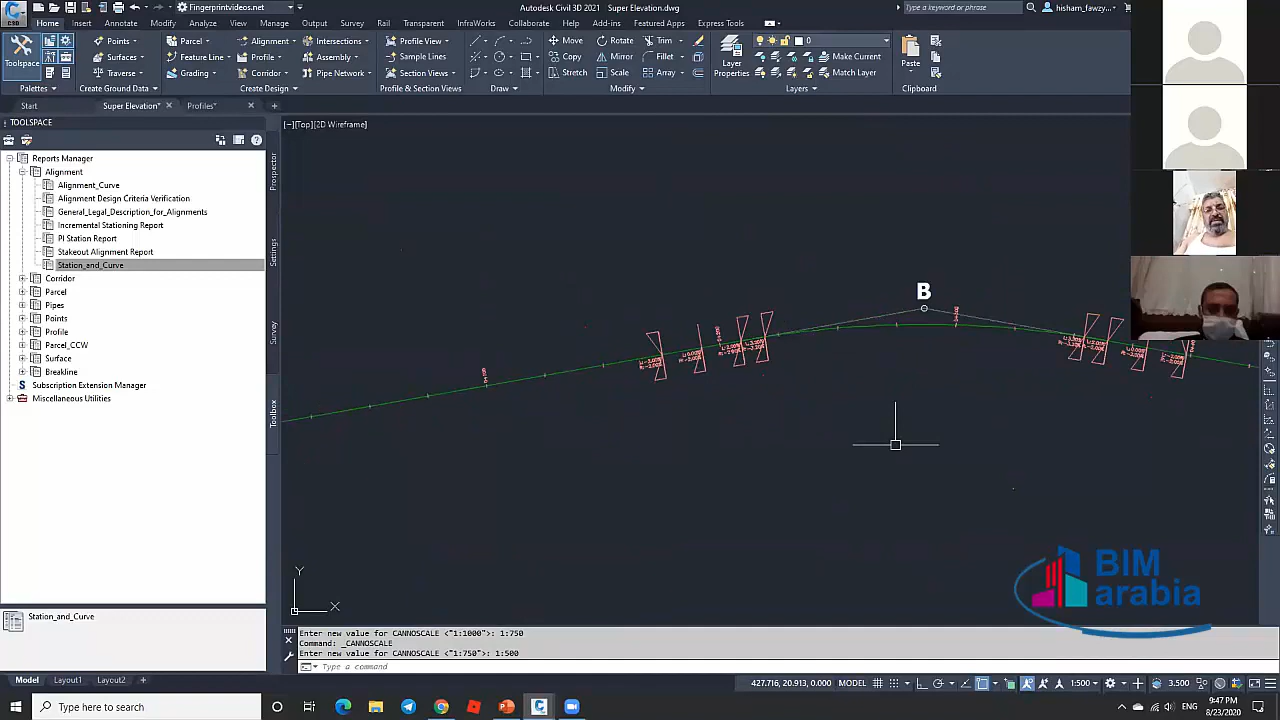 Fingerprintvideos.net
Autodesk Civil 3D 2021 Super Elevation.dwg
Type a keyword or phrase
hisham_fawzy...
Home Insert Annotate Modify Analyze View Manage Output Survey Rail Transparent InfraWorks Collaborate Help Add-ins Featured Apps Express Tools
Toolspace
Points
Surfaces
Traverse
Parcel
Feature Line
Grading
Alignment
Profile
Corridor
Intersections
Assembly
Pipe Network
Profile View
Sample Lines
Section Views
Move
Copy
Stretch
Rotate
Mirror
Scale
Trim
Fillet
Array
Layer Properties
0
Make Current
Match Layer
Paste
Palettes Create Ground Data Create Design Profile & Section Views Draw Modify Layers Clipboard
Start Super Elevation* Profiles*
TOOLSPACE
[−][Top][2D Wireframe]
Reports Manager
Alignment
Alignment_Curve
Alignment Design Criteria Verification
General_Legal_Description_for_Alignments
Incremental Stationing Report
PI Station Report
Stakeout Alignment Report
Station_and_Curve
Corridor
Parcel
Pipes
Points
Profile
Parcel_CCW
Surface
Breakline
Subscription Extension Manager
Miscellaneous Utilities
Prospector
Settings
Survey
Toolbox
B
Y
X
BIM
arabia
Station_and_Curve
Enter new value for CANNOSCALE <"1:1000">: 1:750
Command: _CANNOSCALE
Enter new value for CANNOSCALE <"1:750">: 1:500
Type a command
Model Layout1 Layout2 +
427.716, 20.913, 0.000 MODEL 1:500 3.500
Type here to search
ENG
9:47 PM
8/23/2020